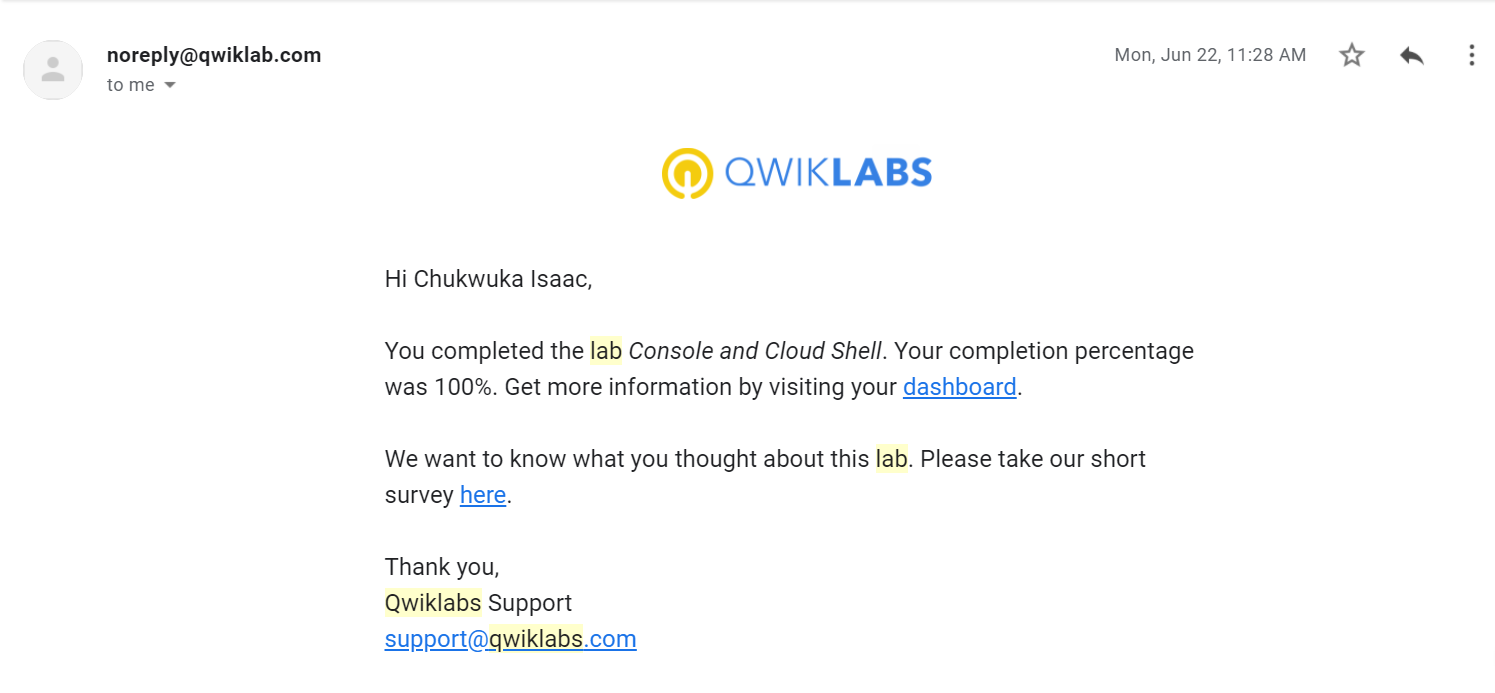 noreply@qwiklab.com
Mon, Jun 22, 11:28 AM
to me
QWIKLABS
Hi Chukwuka Isaac,
You completed the lab Console and Cloud Shell. Your completion percentage
was 100%. Get more information by visiting your dashboard.
We want to know what you thought about this lab. Please take our short
survey here.
Thank you,
Qwiklabs Support
support@qwiklabs.com